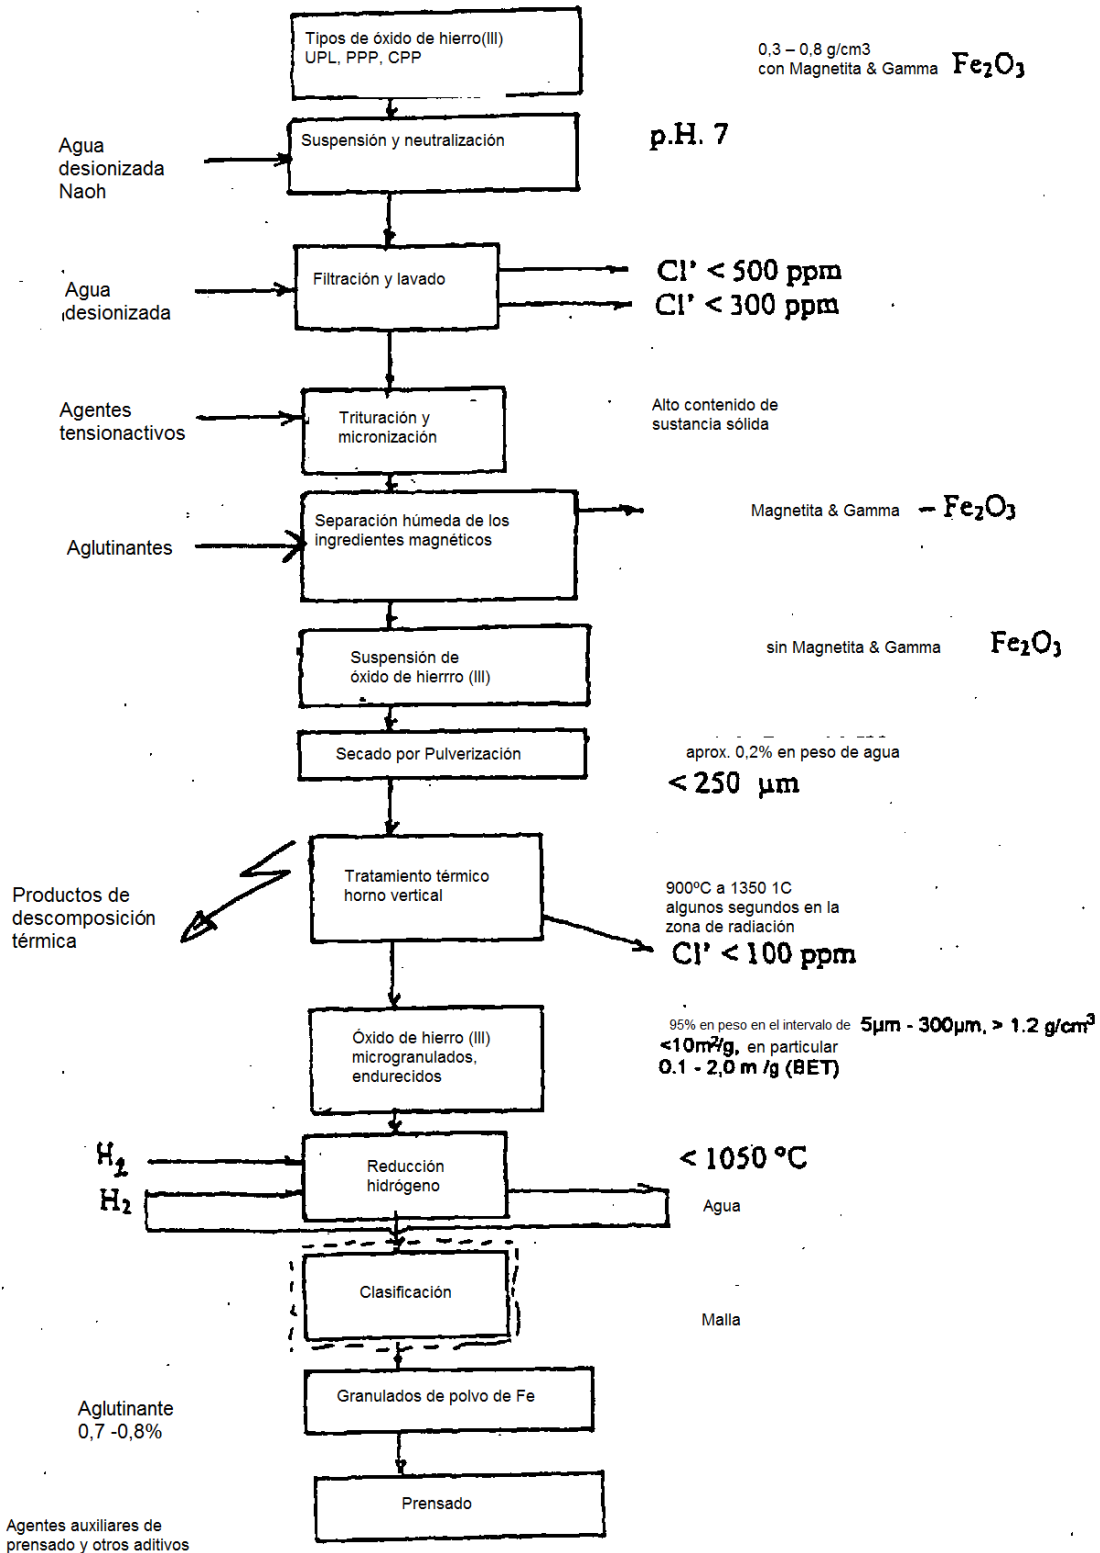 Tipos de óxido de hierro(III)
UPL, PPP, CPP
0,3 – 0,8 g/cm3
con Magnetita & Gamma Fe₂O₃
Suspensión y neutralización
p.H. 7
Agua
desionizada
Naoh
Filtración y lavado
Cl' < 500 ppm
Cl' < 300 ppm
Agua
desionizada
Agentes
tensionactivos
Trituración y
micronización
Alto contenido de
sustancia sólida
Separación húmeda de los
ingredientes magnéticos
Magnetita & Gamma – Fe₂O₃
Aglutinantes
Suspensión de
óxido de hierrro (III)
sin Magnetita & Gamma Fe₂O₃
Secado por Pulverización
aprox. 0,2% en peso de agua
< 250 µm
Tratamiento térmico
horno vertical
Productos de
descomposición
térmica
900ºC a 1350 1C
algunos segundos en la
zona de radiación
Cl' < 100 ppm
Óxido de hierro (III)
microgranulados,
endurecidos
95% en peso en el intervalo de 5µm - 300µm, > 1.2 g/cm³
<10m²/g, en particular
0.1 - 2,0 m /g (BET)
H₂
H₂
Reducción
hidrógeno
< 1050 °C
Agua
Clasificación
Malla
Granulados de polvo de Fe
Aglutinante
0,7 -0,8%
Prensado
Agentes auxiliares de
prensado y otros aditivos